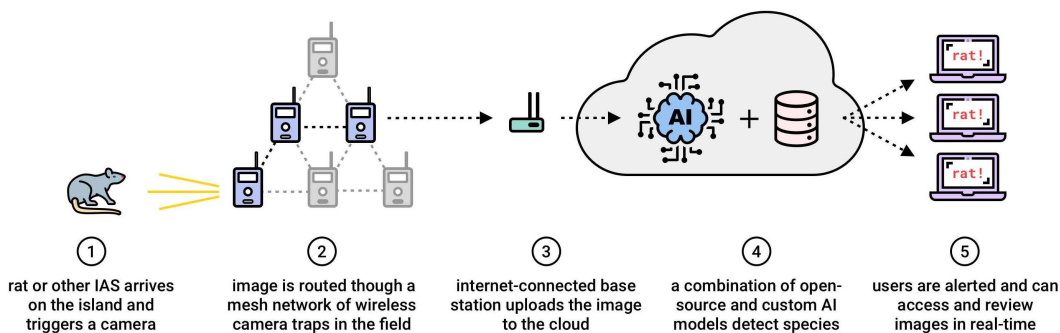 AI
+
rat!
rat!
rat!
1
rat or other IAS arrives
on the island and
triggers a camera
2
image is routed though a
mesh network of wireless
camera traps in the field
3
internet-connected base
station uploads the image
to the cloud
4
a combination of open-
source and custom AI
models detect species
5
users are alerted and can
access and review
images in real-time